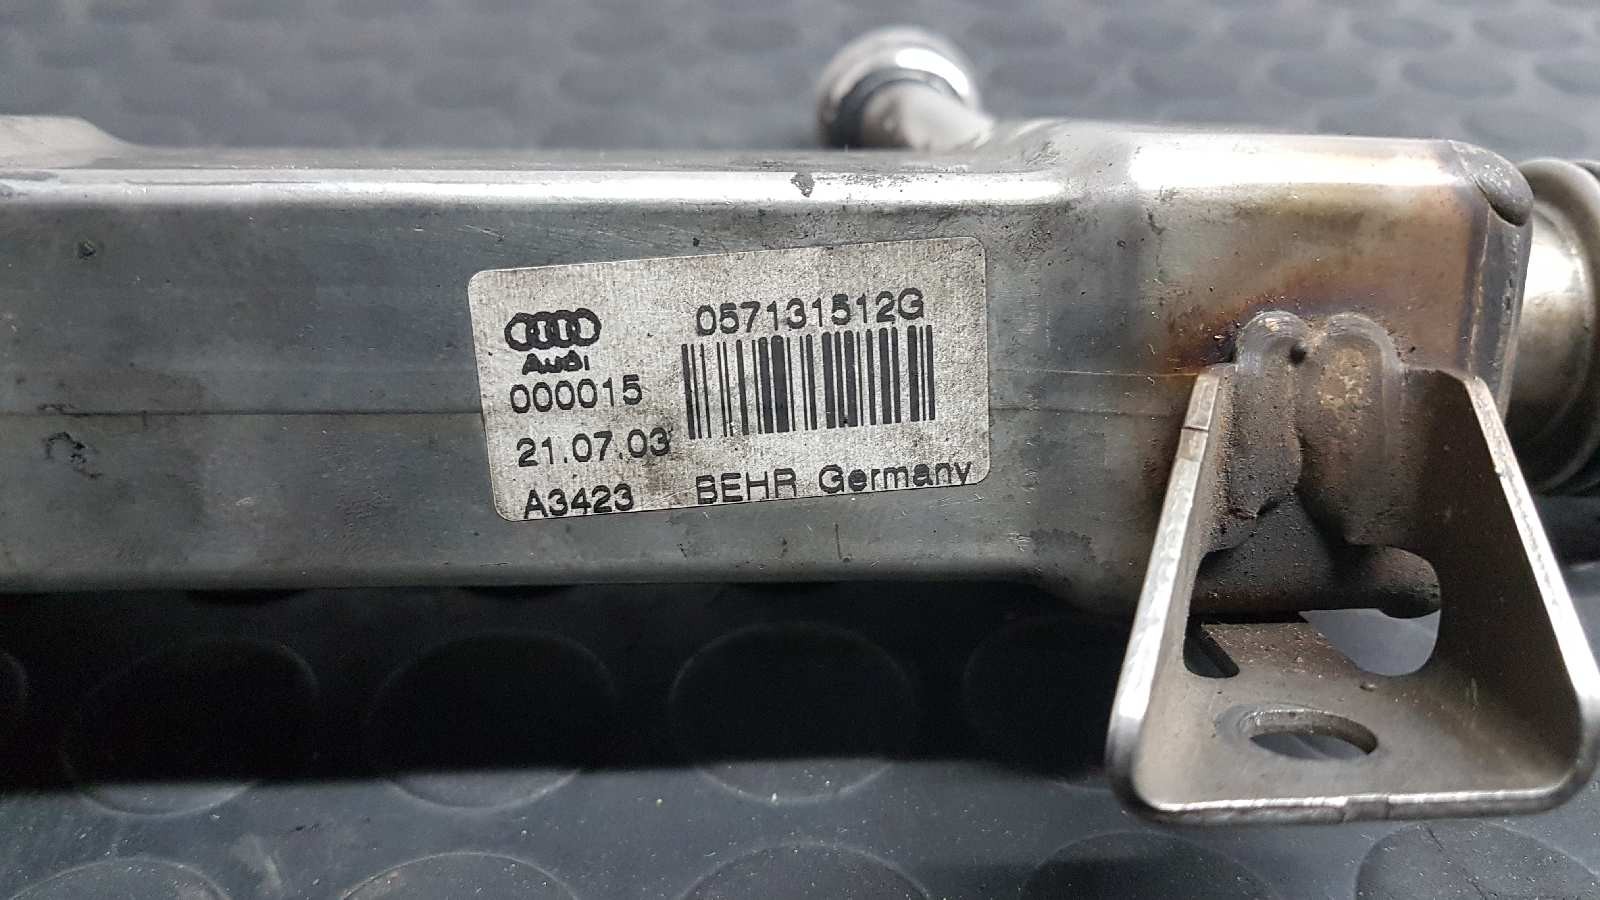 057131512G
Audi
000015
21.07.03
A3423 BEHR Germany